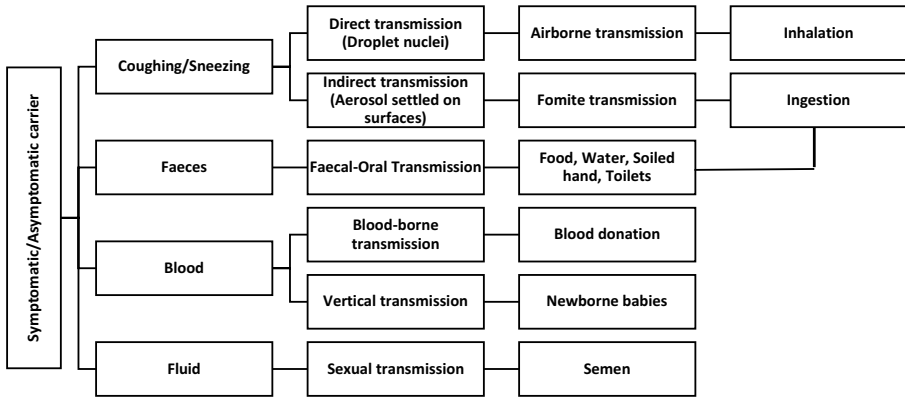 Symptomatic/Asymptomatic carrier
Coughing/Sneezing
Direct transmission
(Droplet nuclei)
Airborne transmission
Inhalation
Indirect transmission
(Aerosol settled on
surfaces)
Fomite transmission
Ingestion
Faeces
Faecal-Oral Transmission
Food, Water, Soiled
hand, Toilets
Blood
Blood-borne
transmission
Blood donation
Vertical transmission
Newborne babies
Fluid
Sexual transmission
Semen